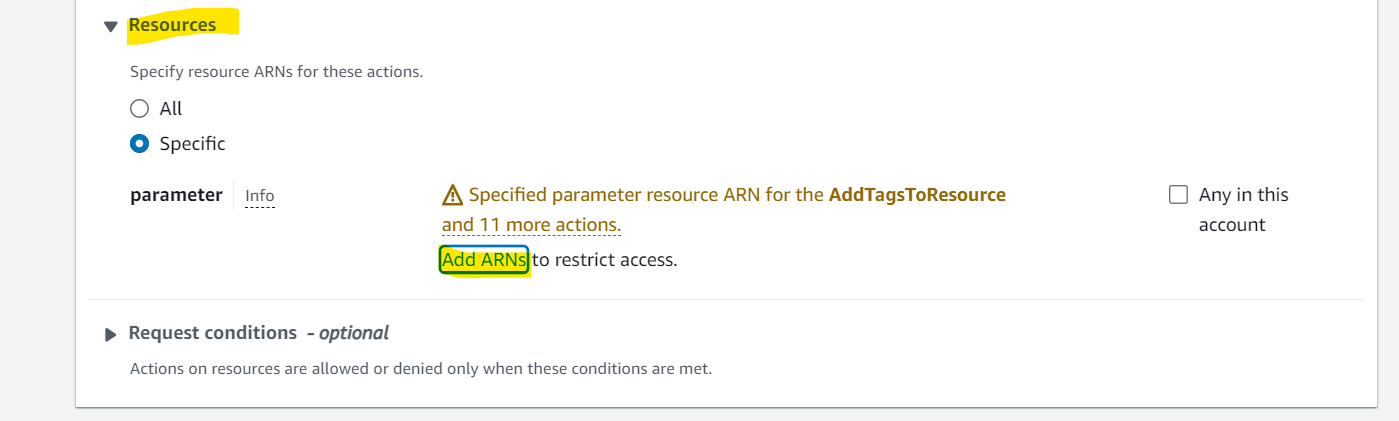 Resources
Specify resource ARNs for these actions.
All
Specific
parameter Info
Specified parameter resource ARN for the AddTagsToResource
and 11 more actions.
Add ARNs to restrict access.
Any in this
account
Request conditions - optional
Actions on resources are allowed or denied only when these conditions are met.